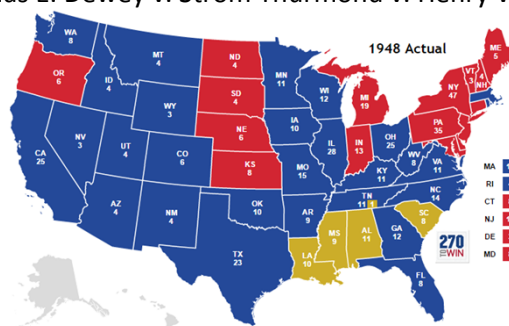 E. Dewey v. Strom Thurmond v. Henry
1948 Actual
WA
8
OR
6
CA
25
NV
3
ID
4
MT
4
WY
3
UT
4
AZ
4
CO
6
NM
4
ND
4
SD
4
NE
6
KS
8
OK
10
TX
23
MN
11
IA
10
MO
15
AR
9
LA
10
WI
12
IL
28
MI
19
IN
13
OH
25
KY
11
TN
11
1
MS
9
AL
11
GA
12
FL
8
SC
8
NC
14
VA
11
WV
8
PA
35
NY
47
VT
3
4
NH
ME
5
MA
RI
CT
NJ
DE
MD
270
TO
WIN